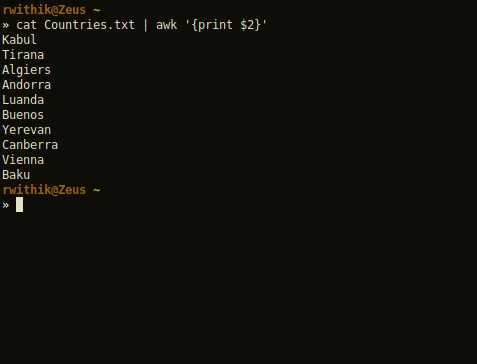 rwithik@Zeus ~
» cat Countries.txt | awk '{print $2}'
Kabul
Tirana
Algiers
Andorra
Luanda
Buenos
Yerevan
Canberra
Vienna
Baku
rwithik@Zeus ~
»